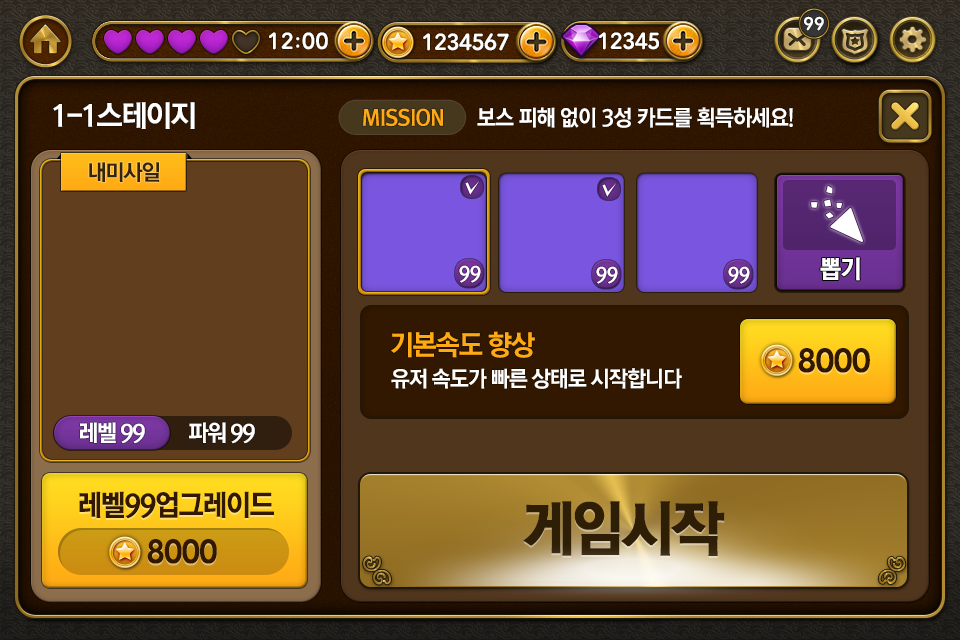 12:00
1234567
12345
99
1-1스테이지
MISSION
보스 피해 없이 3성 카드를 획득하세요!
내미사일
레벨 99
파워 99
레벨99업그레이드
8000
99
99
99
뽑기
기본속도 향상
유저 속도가 빠른 상태로 시작합니다
8000
게임시작